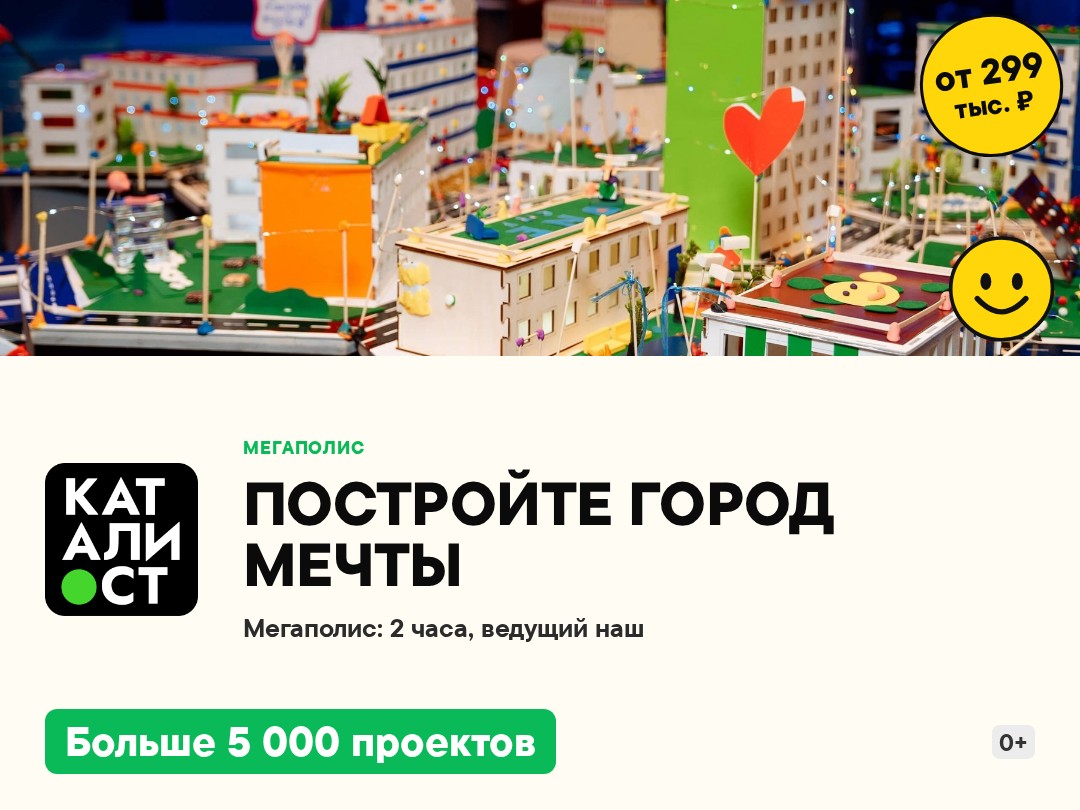 от 299
тыс. ₽
МЕГАПОЛИС
КАТ
АЛИ
СТ
ПОСТРОЙТЕ ГОРОД
МЕЧТЫ
Мегаполис: 2 часа, ведущий наш
Больше 5 000 проектов
0+